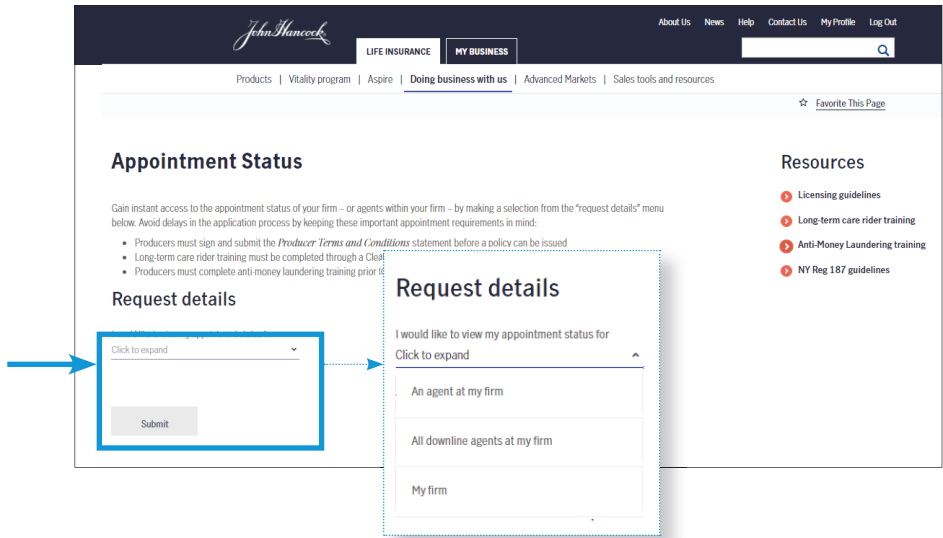 John Hancock
About Us News Help Contact Us My Profile Log Out
LIFE INSURANCE MY BUSINESS
Products | Vitality program | Aspire | Doing business with us | Advanced Markets | Sales tools and resources
☆ Favorite This Page
Appointment Status
Gain instant access to the appointment status of your firm – or agents within your firm – by making a selection from the “request details” menu
below. Avoid delays in the application process by keeping these important appointment requirements in mind:
• Producers must sign and submit the Producer Terms and Conditions statement before a policy can be issued
• Long-term care rider training must be completed through a
• Producers must complete anti-money laundering training prior
Request details
Click to expand
Submit
Request details
I would like to view my appointment status for
Click to expand
An agent at my firm
All downline agents at my firm
My firm
Resources
Licensing guidelines
Long-term care rider training
Anti-Money Laundering training
NY Reg 187 guidelines